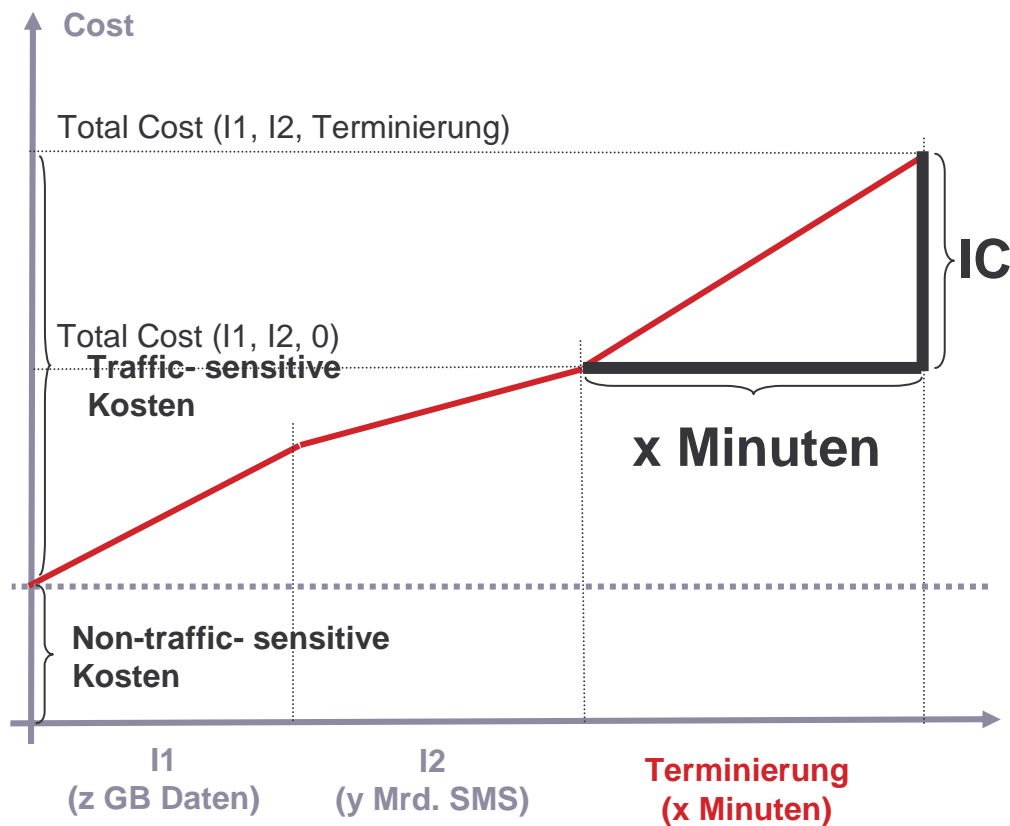 Cost
Total Cost (I1, I2, Terminierung)
IC
Total Cost (I1, I2, 0)
Traffic- sensitive
Kosten
x Minuten
Non-traffic- sensitive
Kosten
I1
(z GB Daten)
I2
(y Mrd. SMS)
Terminierung
(x Minuten)